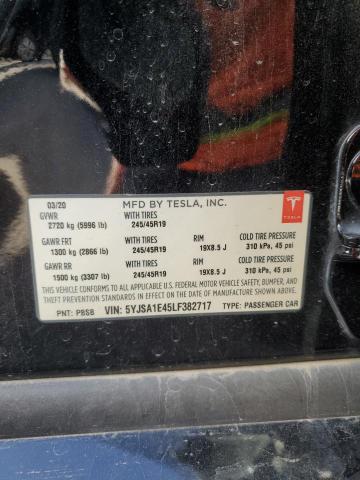 03/20 MFD BY TESLA, INC.
GVWR WITH TIRES
2720 kg (5996 lb) 245/45R19
GAWR FRT WITH TIRES RIM COLD TIRE PRESSURE
1300 kg (2866 lb) 245/45R19 19X8.5 J 310 kPa, 45 psi
GAWR RR WITH TIRES RIM COLD TIRE PRESSURE
1500 kg (3307 lb) 245/45R19 19X8.5 J 310 kPa, 45 psi
THIS VEHICLE CONFORMS TO ALL APPLICABLE U.S. FEDERAL MOTOR VEHICLE SAFETY, BUMPER, AND
THEFT PREVENTION STANDARDS IN EFFECT ON THE DATE OF MANUFACTURE SHOWN ABOVE.
PNT: PBSB VIN: 5YJSA1E45LF382717 TYPE: PASSENGER CAR
TESLA